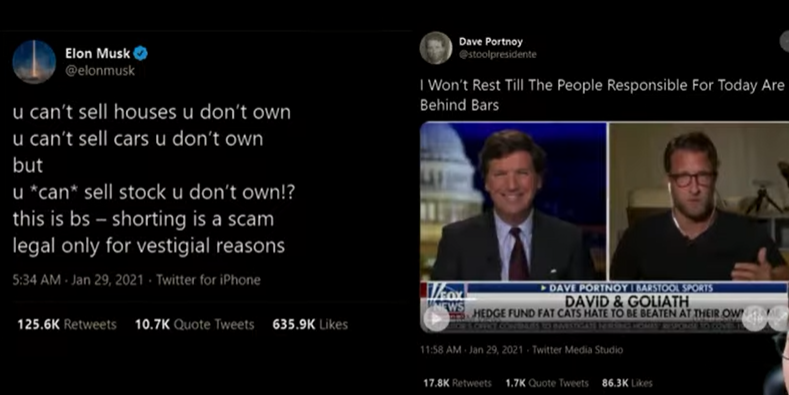 Elon Musk
@elonmusk
u can't sell houses u don't own
u can't sell cars u don't own
but
u *can* sell stock u don't own!?
this is bs – shorting is a scam
legal only for vestigial reasons
5:34 AM · Jan 29, 2021 · Twitter for iPhone
125.6K Retweets 10.7K Quote Tweets 635.9K Likes
Dave Portnoy
@stoolpresidente
I Won't Rest Till The People Responsible For Today Are
Behind Bars
DAVE PORTNOY | BARSTOOL SPORTS
FOX
NEWS
DAVID & GOLIATH
HEDGE FUND FAT CATS HATE TO BE BEATEN AT THEIR OW
11:58 AM · Jan 29, 2021 · Twitter Media Studio
17.8K Retweets 1.7K Quote Tweets 86.3K Likes